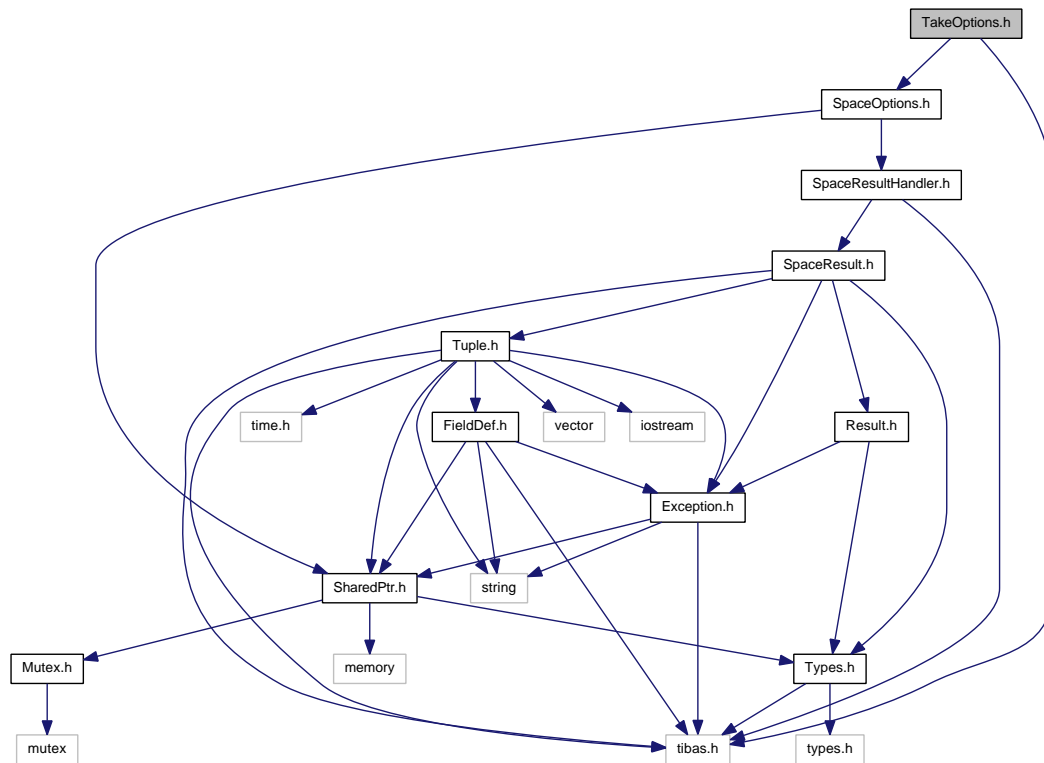 TakeOptions.h
SpaceOptions.h
SpaceResultHandler.h
SpaceResult.h
Tuple.h
time.h
FieldDef.h
vector
iostream
Result.h
Exception.h
SharedPtr.h
string
Mutex.h
memory
Types.h
mutex
tibas.h
types.h